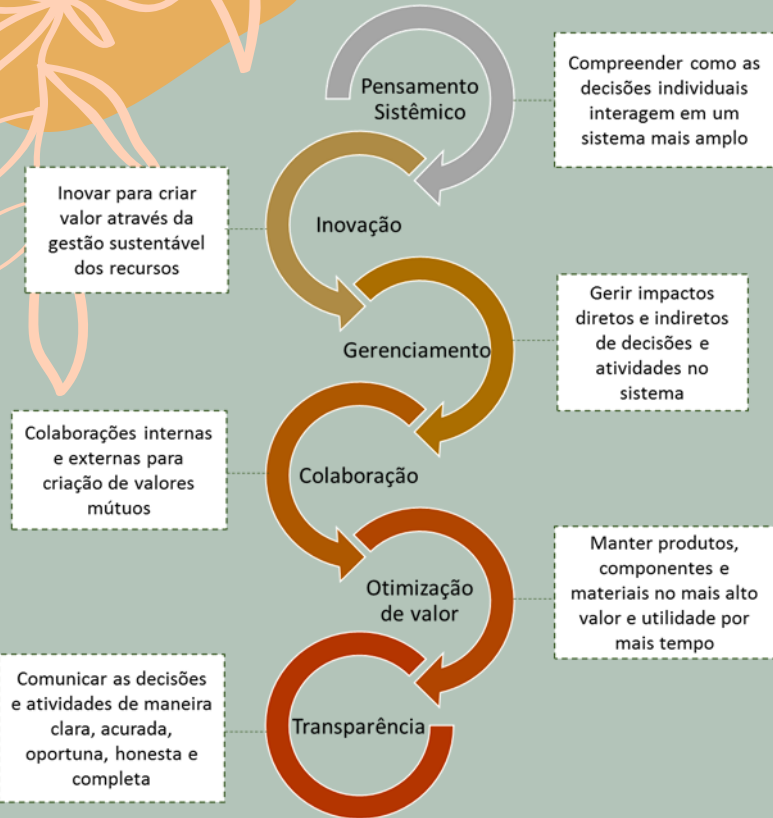 Pensamento
Sistêmico
Compreender como as
decisões individuais
interagem em um
sistema mais amplo
Inovar para criar
valor através da
gestão sustentável
dos recursos
Inovação
Gerir impactos
diretos e indiretos
de decisões e
atividades no
sistema
Gerenciamento
Colaborações internas
e externas para
criação de valores
mútuos
Colaboração
Manter produtos,
componentes e
materiais no mais alto
valor e utilidade por
mais tempo
Otimização
de valor
Comunicar as decisões
e atividades de maneira
clara, acurada,
oportuna, honesta e
completa
Transparência